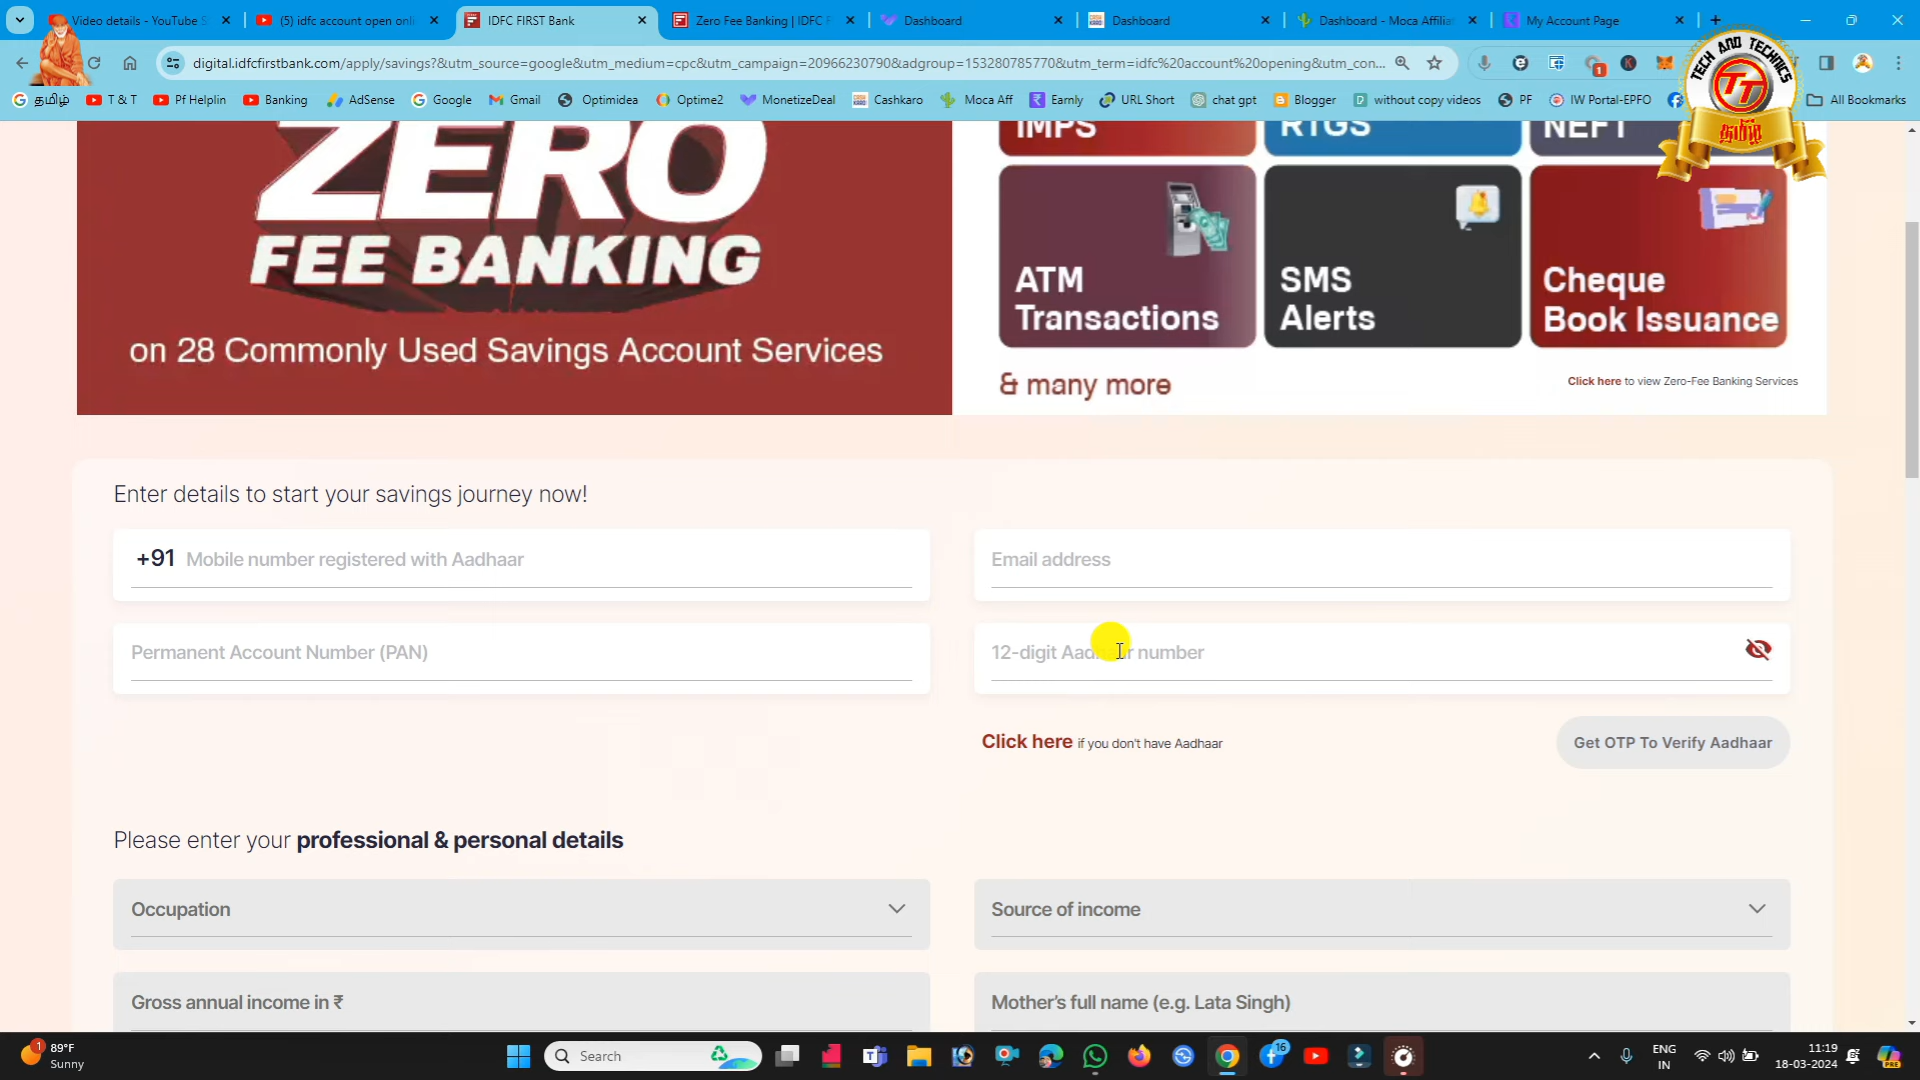 Video details - YouTube S
(5) idfc account open onli
IDFC FIRST Bank
Zero Fee Banking | IDFC F
Dashboard
Dashboard
Dashboard - Moca Affilia
My Account Page
digital.idfcfirstbank.com/apply/savings?&utm_source=google&utm_medium=cpc&utm_campaign=20966230790&adgroup=153280785770&utm_term=idfc%20account%20opening&utm_con...
1
தமிழ்
T & T
Pf Helplin
Banking
AdSense
Google
Gmail
Optimidea
Optime2
MonetizeDeal
Cashkaro
Moca Aff
Earnly
URL Short
chat gpt
Blogger
without copy videos
PF
IW Portal-EPFO
All Bookmarks
TECH AND TECHNICS
TT
தமிழ்
ZERO
FEE BANKING
on 28 Commonly Used Savings Account Services
IMPS
RTGS
NEFT
ATM
Transactions
SMS
Alerts
Cheque
Book Issuance
& many more
Click here to view Zero-Fee Banking Services
Enter details to start your savings journey now!
+91 Mobile number registered with Aadhaar
Email address
Permanent Account Number (PAN)
12-digit Aadhaar number
Click here if you don't have Aadhaar
Get OTP To Verify Aadhaar
Please enter your professional & personal details
Occupation
Source of income
Gross annual income in ₹
Mother's full name (e.g. Lata Singh)
1
89°F
Sunny
Search
16
ENG
IN
11:19
18-03-2024
PRE